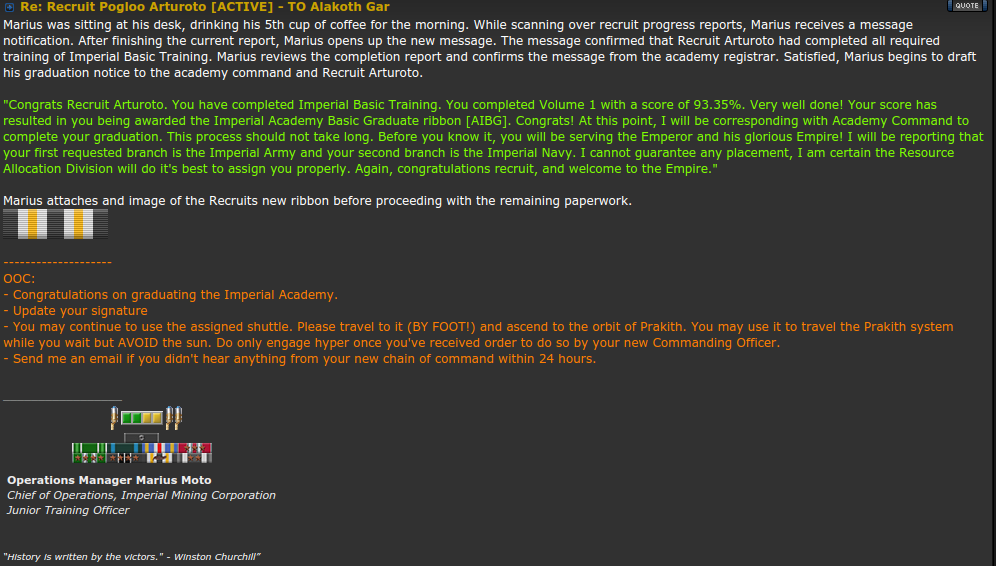 Re: Recruit Pogloo Arturoto [ACTIVE] – TO Alakoth Gar
QUOTE
Marius was sitting at his desk, drinking his 5th cup of coffee for the morning. While scanning over recruit progress reports, Marius receives a message
notification. After finishing the current report, Marius opens up the new message. The message confirmed that Recruit Arturoto had completed all required
training of Imperial Basic Training. Marius reviews the completion report and confirms the message from the academy registrar. Satisfied, Marius begins to draft
his graduation notice to the academy command and Recruit Arturoto.
"Congrats Recruit Arturoto. You have completed Imperial Basic Training. You completed Volume 1 with a score of 93.35%. Very well done! Your score has
resulted in you being awarded the Imperial Academy Basic Graduate ribbon [AIBG]. Congrats! At this point, I will be corresponding with Academy Command to
complete your graduation. This process should not take long. Before you know it, you will be serving the Emperor and his glorious Empire! I will be reporting that
your first requested branch is the Imperial Army and your second branch is the Imperial Navy. I cannot guarantee any placement, I am certain the Resource
Allocation Division will do it's best to assign you properly. Again, congratulations recruit, and welcome to the Empire."
Marius attaches and image of the Recruits new ribbon before proceeding with the remaining paperwork.
--------------------
OOC:
- Congratulations on graduating the Imperial Academy.
- Update your signature
- You may continue to use the assigned shuttle. Please travel to it (BY FOOT!) and ascend to the orbit of Prakith. You may use it to travel the Prakith system
while you wait but AVOID the sun. Do only engage hyper once you've received order to do so by your new Commanding Officer.
- Send me an email if you didn't hear anything from your new chain of command within 24 hours.
Operations Manager Marius Moto
Chief of Operations, Imperial Mining Corporation
Junior Training Officer
"History is written by the victors." - Winston Churchill"